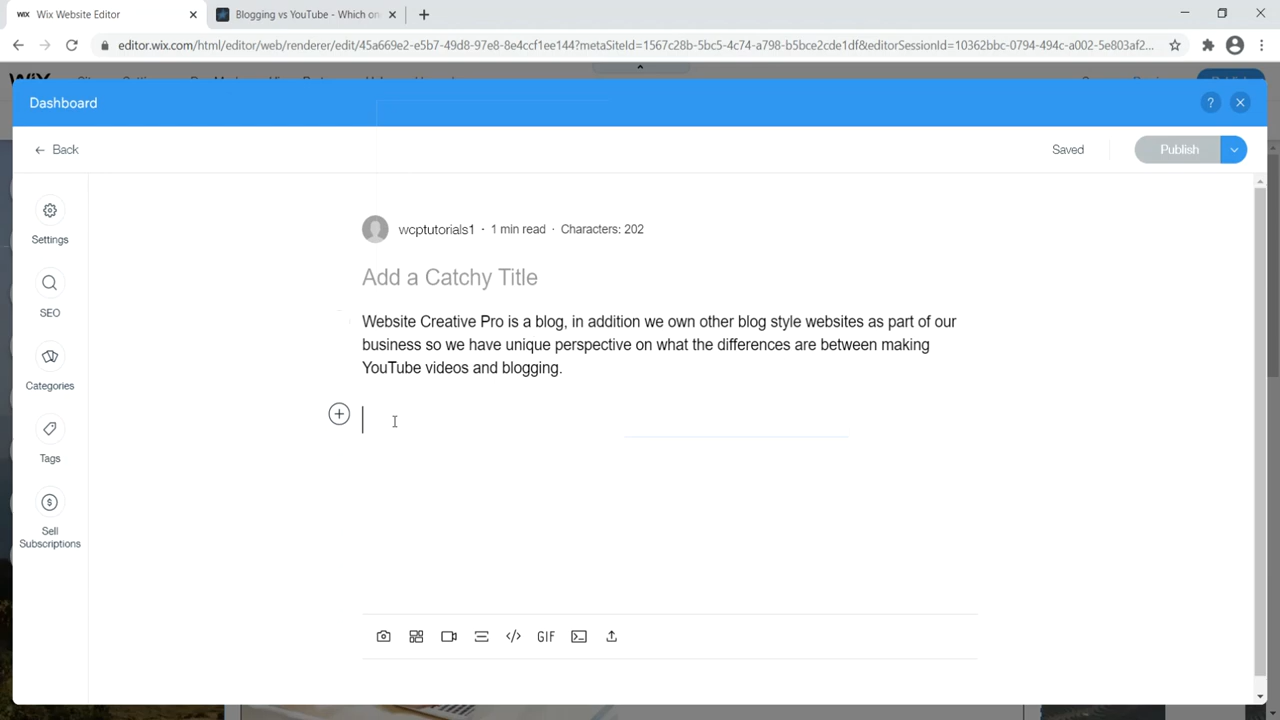 WIX Wix Website Editor
Blogging vs YouTube - Which on
editor.wix.com/html/editor/web/renderer/edit/45a669e2-e5b7-49d8-97e8-8e4ccf1ee144?metaSiteId=1567c28b-5bc5-4c74-a798-b5bce2cde1df&editorSessionId=10362bbc-0794-494c-a002-5e803af2...
Dashboard
?
Back
Saved
Publish
Settings
SEO
Categories
Tags
Sell
Subscriptions
wcptutorials1 · 1 min read · Characters: 202
Add a Catchy Title
Website Creative Pro is a blog, in addition we own other blog style websites as part of our
business so we have unique perspective on what the differences are between making
YouTube videos and blogging.
GIF